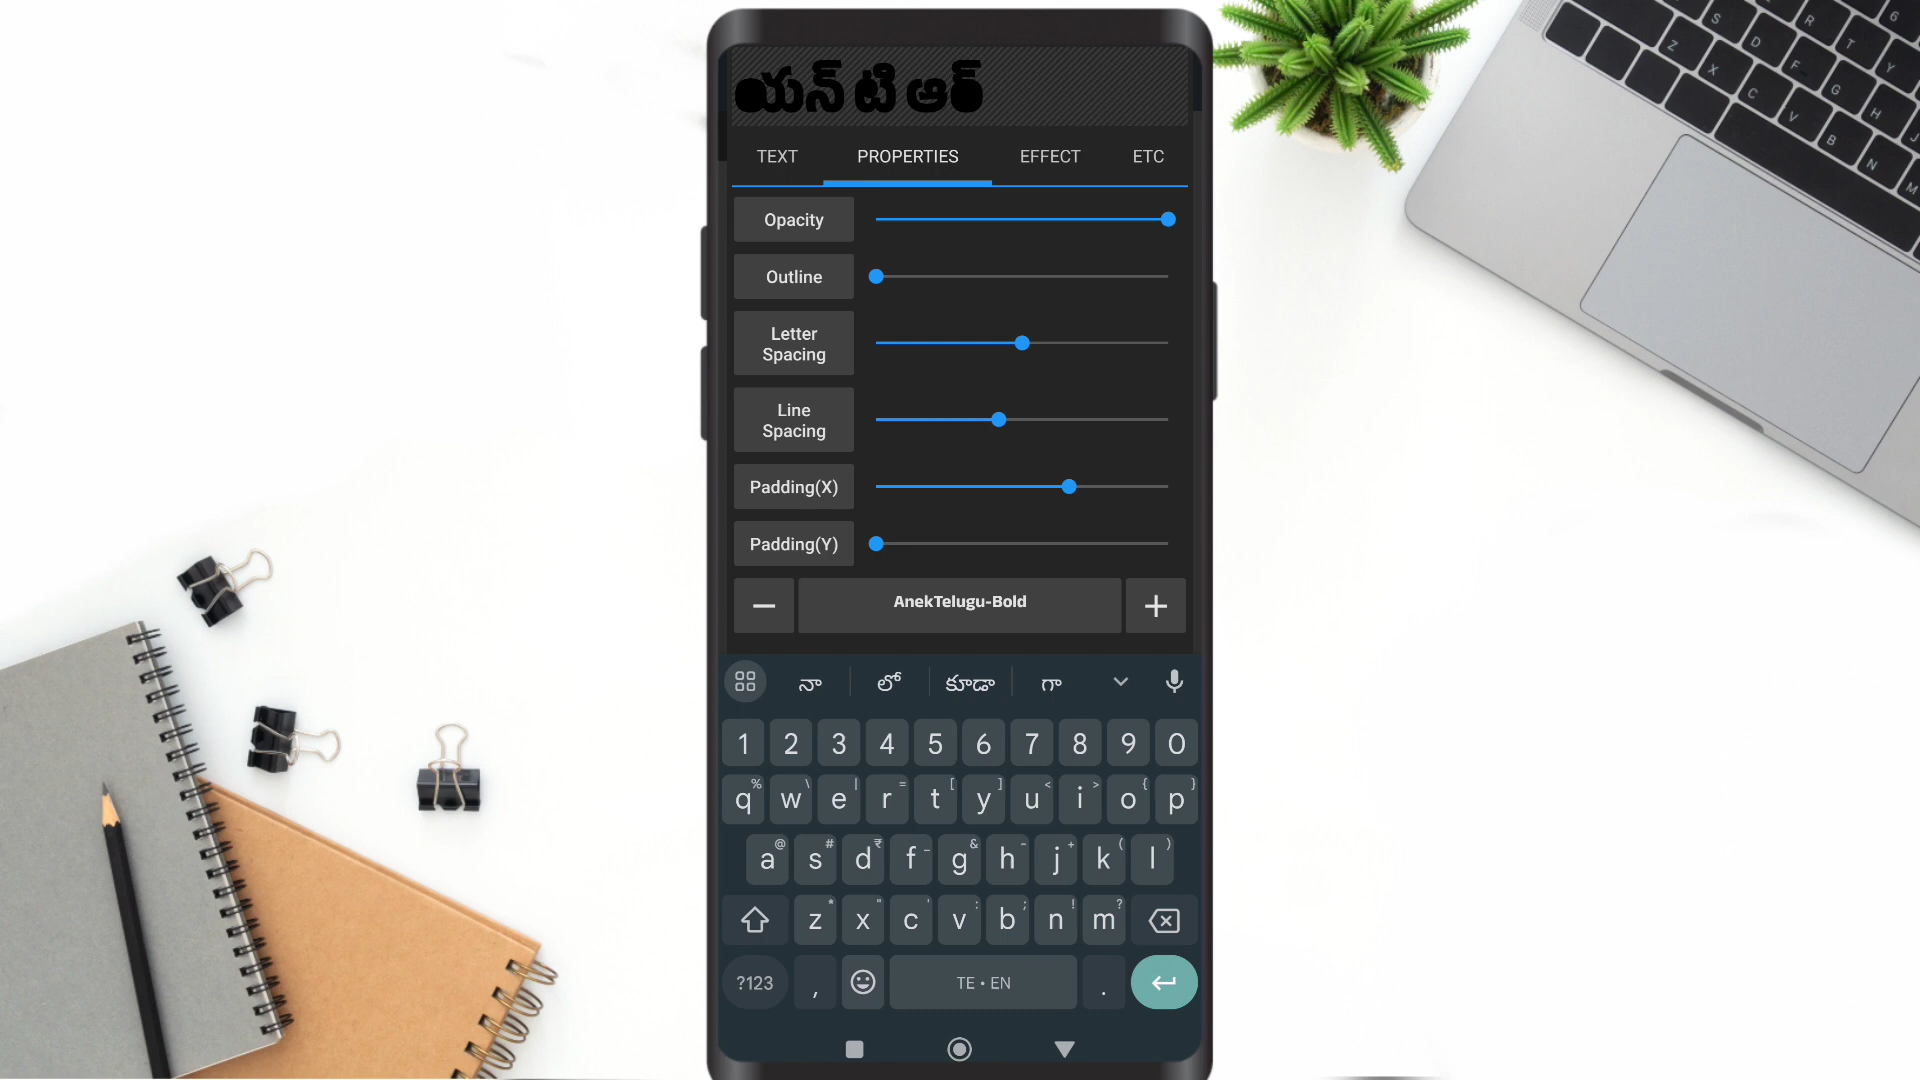 యన్ టి ఆర్
TEXT PROPERTIES EFFECT ETC
Opacity
Outline
Letter
Spacing
Line
Spacing
Padding(X)
Padding(Y)
− AnekTelugu-Bold +
నా లో కూడా గా
1 2 3 4 5 6 7 8 9 0
% \ | = [ ] < > { }
q w e r t y u i o p
@ # ₹ _ & - + ( )
a s d f g h j k l
* " ' : ; ! ?
z x c v b n m
?123 , TE • EN .